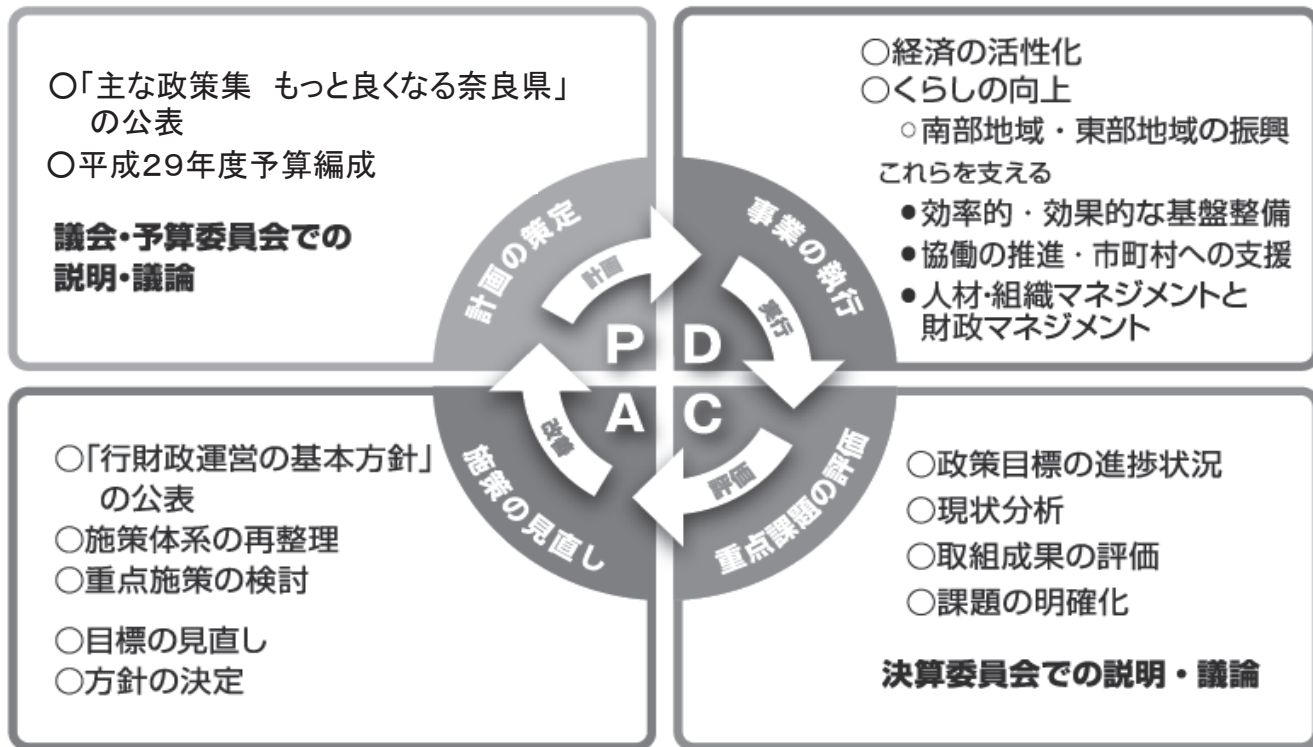 ○「主な政策集　もっと良くなる奈良県」
の公表
○平成２９年度予算編成
議会・予算委員会での
説明・議論
○経済の活性化
○くらしの向上
○南部地域・東部地域の振興
これらを支える
●効率的・効果的な基盤整備
●協働の推進・市町村への支援
●人材・組織マネジメントと
財政マネジメント
計画の策定
計画
P
事業の執行
実行
D
施策の見直し
改善
A
重点課題の評価
評価
C
○「行財政運営の基本方針」
の公表
○施策体系の再整理
○重点施策の検討
○目標の見直し
○方針の決定
○政策目標の進捗状況
○現状分析
○取組成果の評価
○課題の明確化
決算委員会での説明・議論